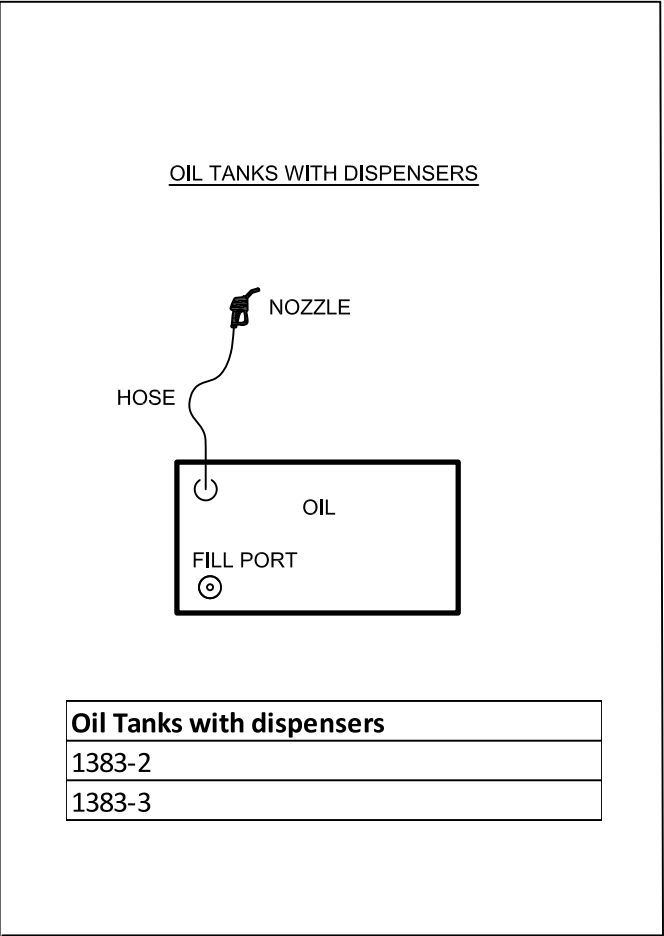 OIL TANKS WITH DISPENSERS
NOZZLE
HOSE
OIL
FILL PORT
Oil Tanks with dispensers
1383-2
1383-3